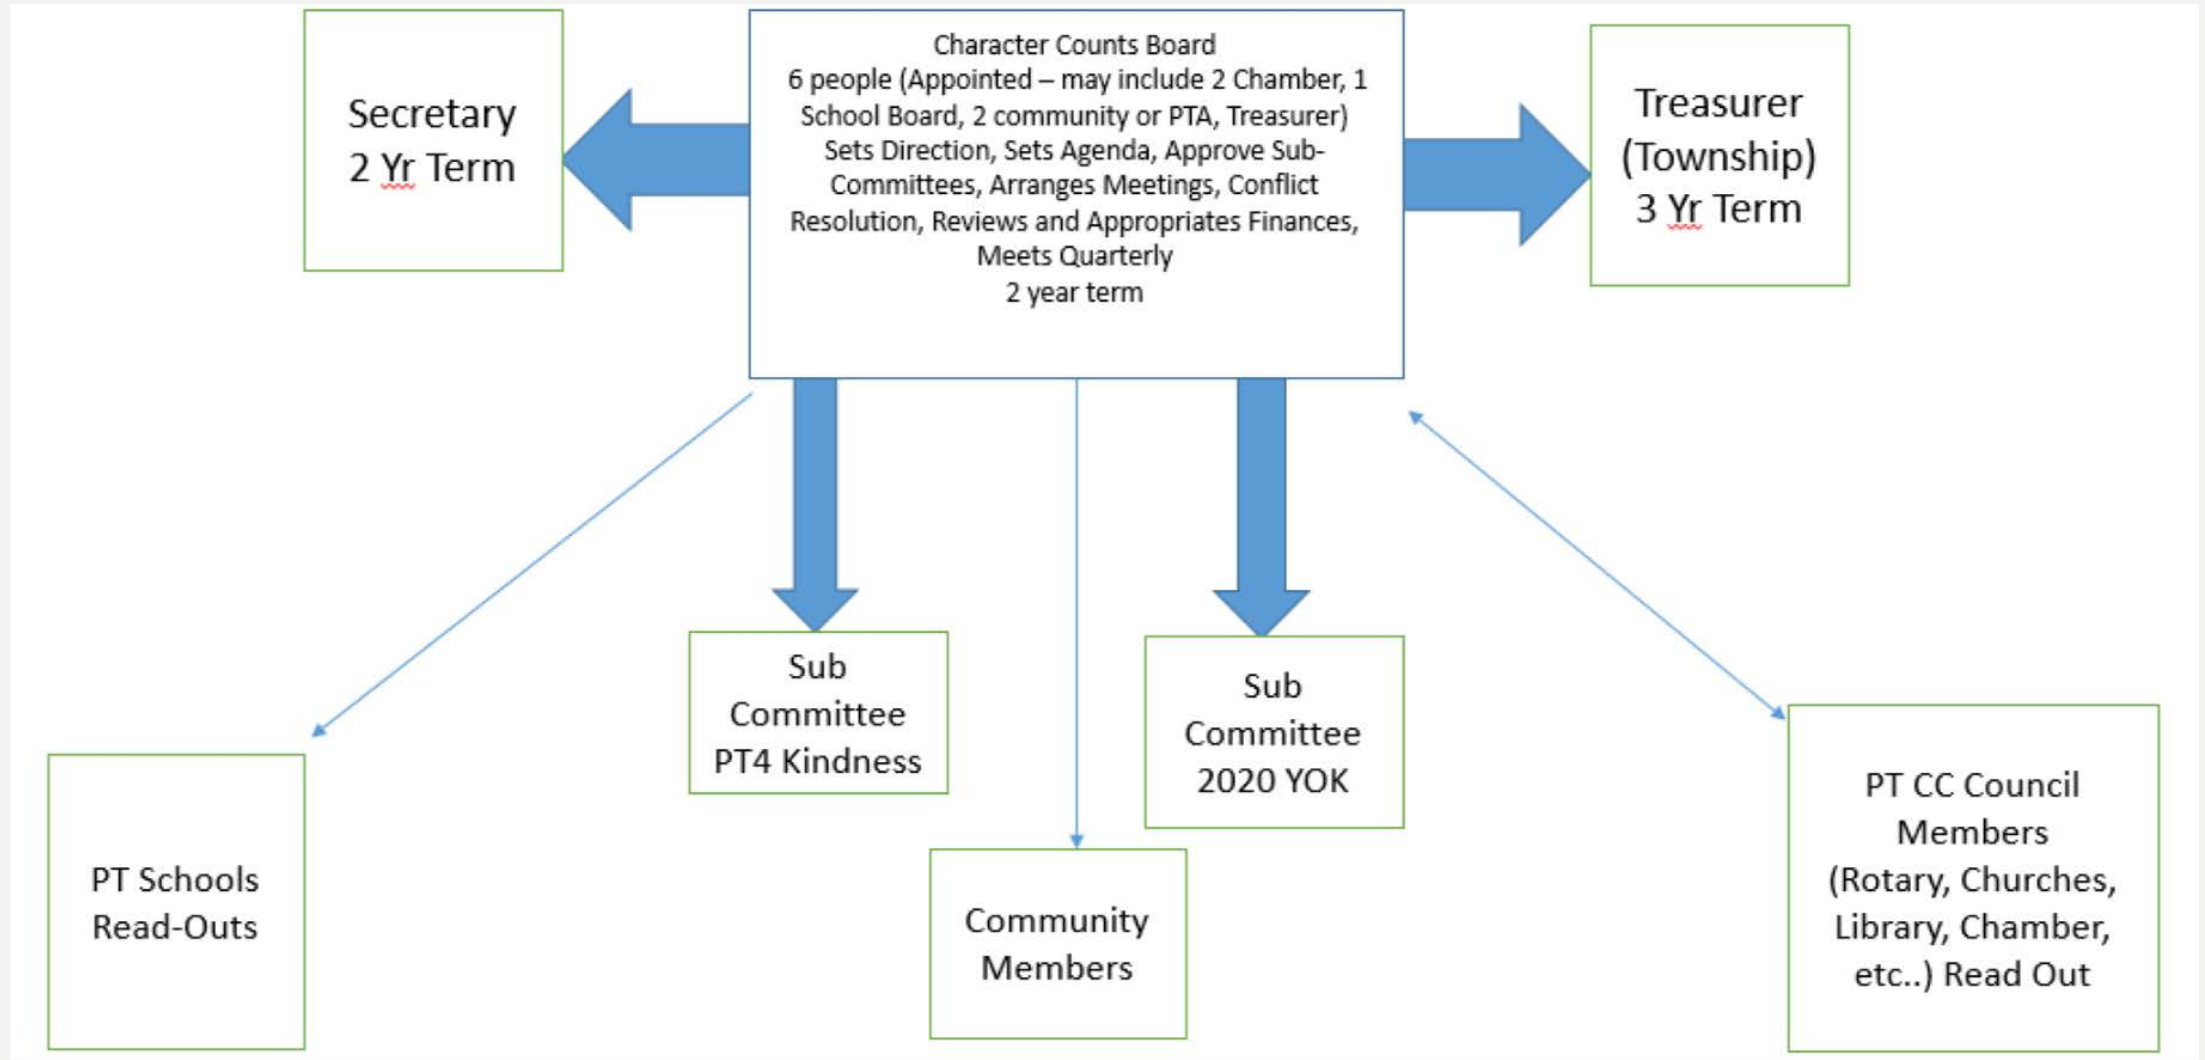 Secretary
2 Yr Term
Character Counts Board
6 people (Appointed – may include 2 Chamber, 1
School Board, 2 community or PTA, Treasurer)
Sets Direction, Sets Agenda, Approve Sub-
Committees, Arranges Meetings, Conflict
Resolution, Reviews and Appropriates Finances,
Meets Quarterly
2 year term
Treasurer
(Township)
3 Yr Term
Sub
Committee
PT4 Kindness
Sub
Committee
2020 YOK
PT Schools
Read-Outs
Community
Members
PT CC Council
Members
(Rotary, Churches,
Library, Chamber,
etc..) Read Out